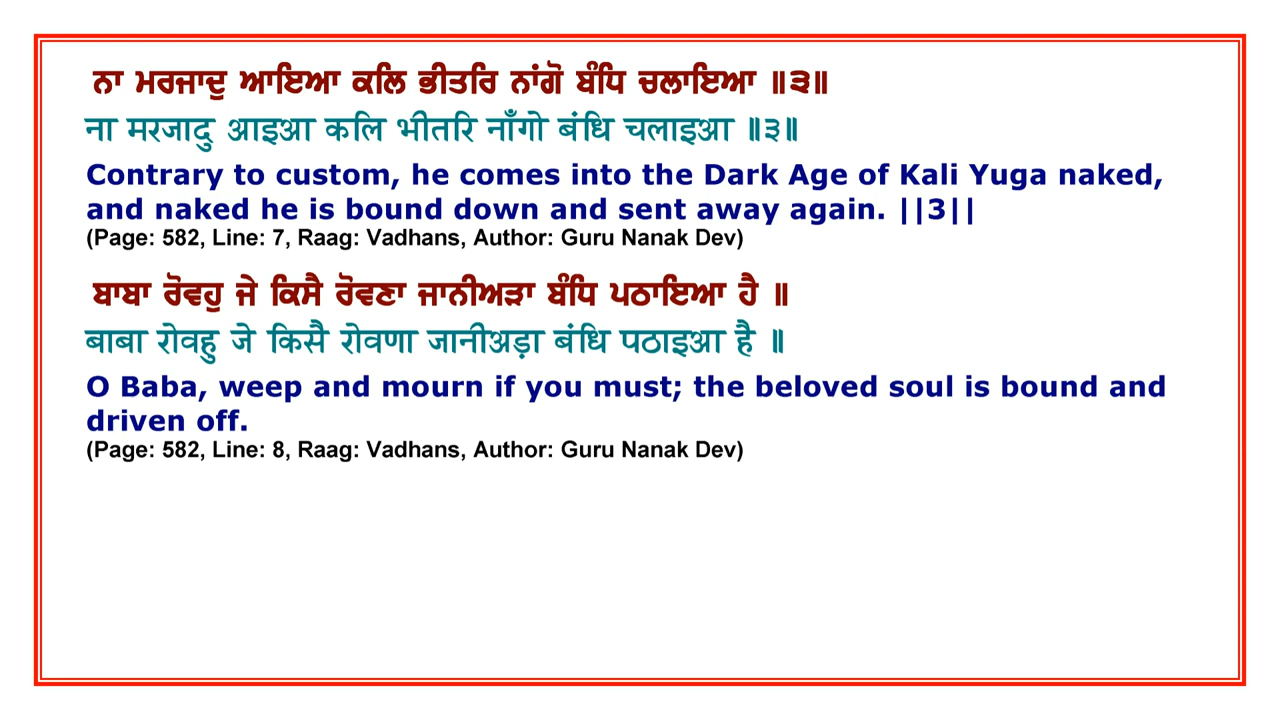 ਨਾ ਮਰਜਾਦੁ ਆਇਆ ਕਲਿ ਭੀਤਰਿ ਨਾਂਗੋ ਬੰਧਿ ਚਲਾਇਆ ॥੩॥
ना मरजादु आइआ कलि भीतरि नाँगो बंधि चलाइआ ॥३॥
Contrary to custom, he comes into the Dark Age of Kali Yuga naked,
and naked he is bound down and sent away again. ||3||
(Page: 582, Line: 7, Raag: Vadhans, Author: Guru Nanak Dev)
ਬਾਬਾ ਰੋਵਹੁ ਜੇ ਕਿਸੈ ਰੋਵਣਾ ਜਾਨੀਅੜਾ ਬੰਧਿ ਪਠਾਇਆ ਹੈ ॥
बाबा रोवहु जे किसै रोवणा जानीअड़ा बंधि पठाइआ है ॥
O Baba, weep and mourn if you must; the beloved soul is bound and
driven off.
(Page: 582, Line: 8, Raag: Vadhans, Author: Guru Nanak Dev)